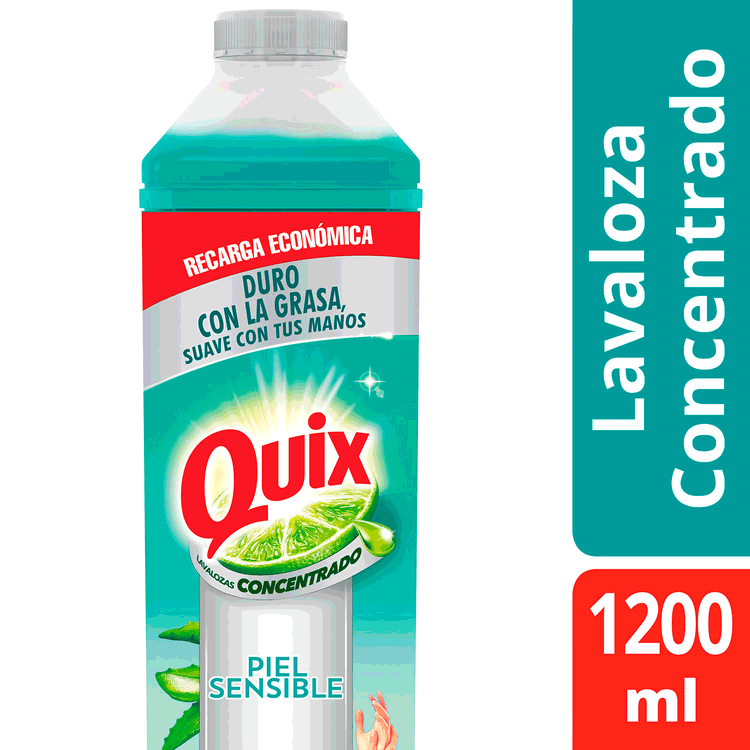 RECARGA ECONÓMICA
DURO
CON LA GRASA,
SUAVE CON TUS MANOS
QUIX
LAVALOZAS CONCENTRADO
PIEL
SENSIBLE
Lavaloza
Concentrado
1200
ml